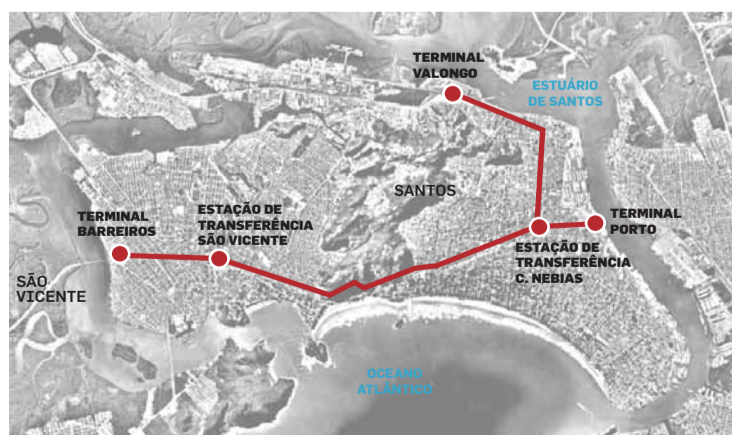 TERMINAL
VALONGO
ESTUÁRIO
DE SANTOS
SANTOS
ESTAÇÃO DE
TRANSFERÊNCIA
SÃO VICENTE
TERMINAL
BARREIROS
TERMINAL
PORTO
ESTAÇÃO DE
TRANSFERÊNCIA
C. NEBIAS
SÃO
VICENTE
OCEANO
ATLÂNTICO